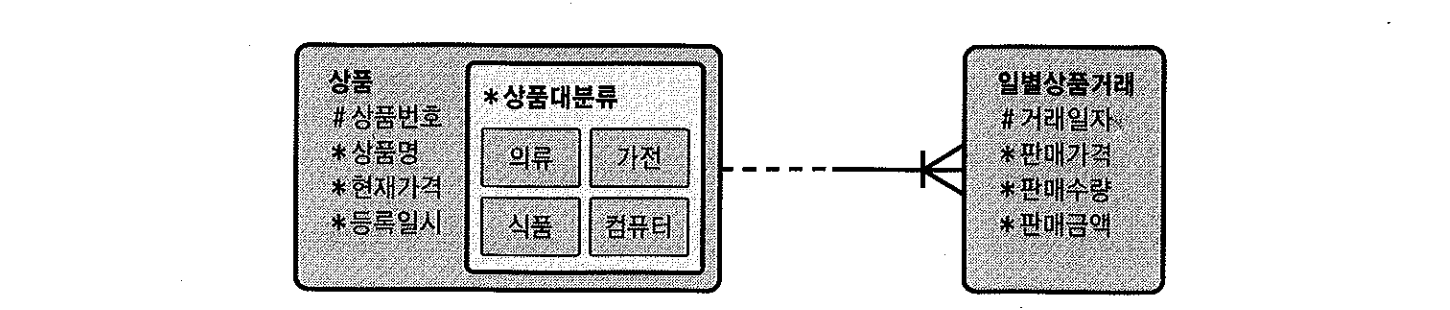 상품
#상품번호
*상품명
*현재가격
*등록일시
*상품대분류
의류 가전
식품 컴퓨터
일별상품거래
#거래일자
*판매가격
*판매수량
*판매금액